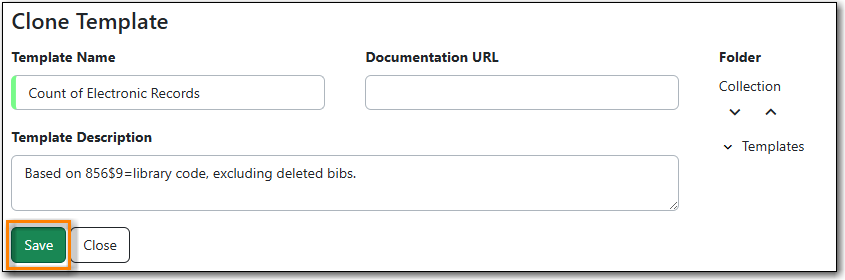 Clone Template
Template Name
Documentation URL
Folder
Count of Electronic Records
Collection
Templates
Template Description
Based on 856$9=library code, excluding deleted bibs.
Save
Close